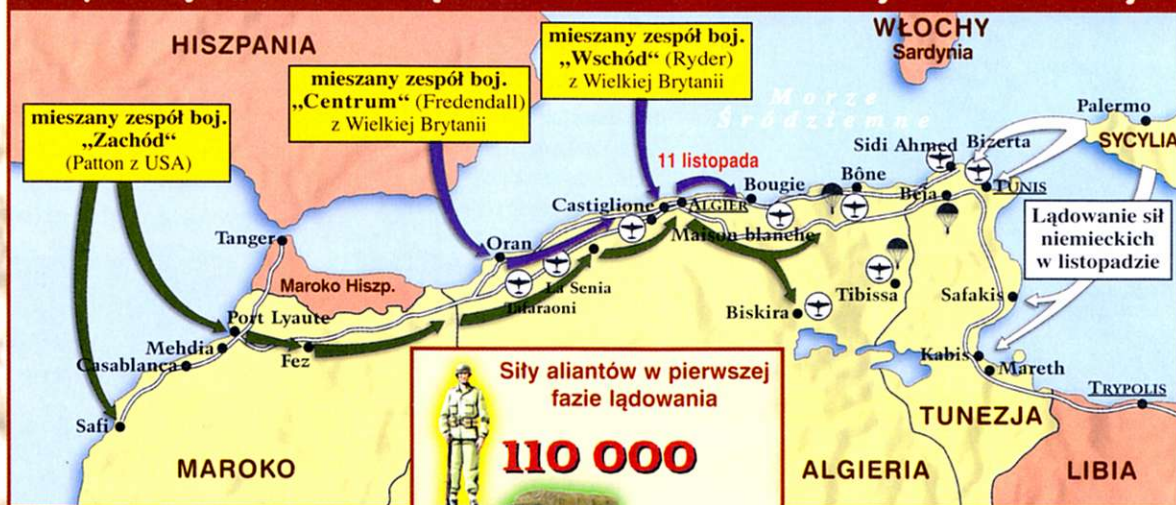 HISZPANIA
WŁOCHY
Sardynia
mieszany zespół boj.
„Wschód“ (Ryder)
z Wielkiej Brytanii
mieszany zespół boj.
„Centrum“ (Fredendall)
z Wielkiej Brytanii
mieszany zespół boj.
„Zachód“
(Patton z USA)
Morze
Śródziemne
Palermo
SYCYLIA
Sidi Ahmed
Bizerta
11 listopada
Bougie
Bône
Béja
TUNIS
Castiglione
ALGIER
Maison blanche
Lądowanie sił
niemieckich
w listopadzie
Tanger
Oran
Maroko Hiszp.
La Senia
Tafaraoni
Tibissa
Safakis
Biskira
Port Lyaute
Mehdia
Casablanca
Fez
Kabis
Mareth
TRYPOLIS
Safi
Siły aliantów w pierwszej
fazie lądowania
110 000
MAROKO
ALGIERIA
TUNEZJA
LIBIA